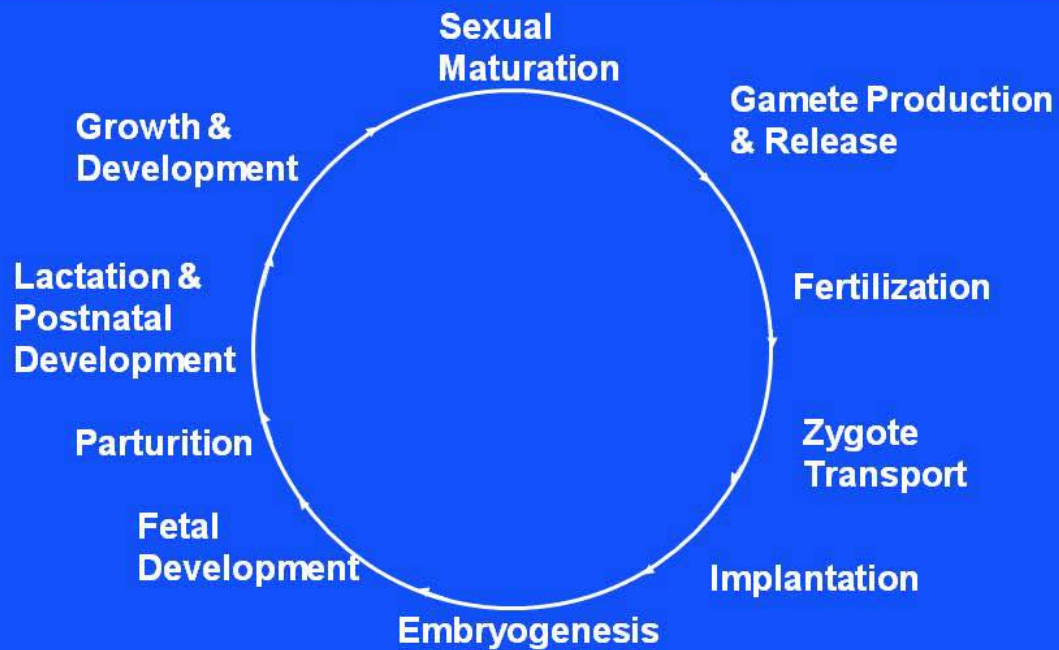 Sexual
Maturation
Gamete Production
& Release
Fertilization
Zygote
Transport
Implantation
Embryogenesis
Fetal
Development
Parturition
Lactation &
Postnatal
Development
Growth &
Development